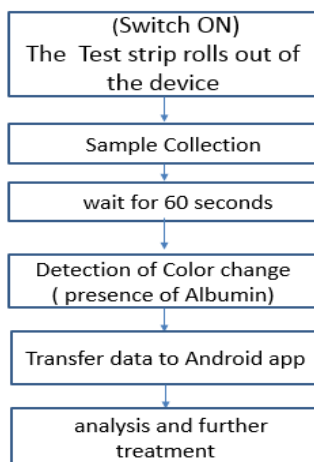 (Switch ON)
The Test strip rolls out of
the device
Sample Collection
wait for 60 seconds
Detection of Color change
( presence of Albumin)
Transfer data to Android app
analysis and further
treatment